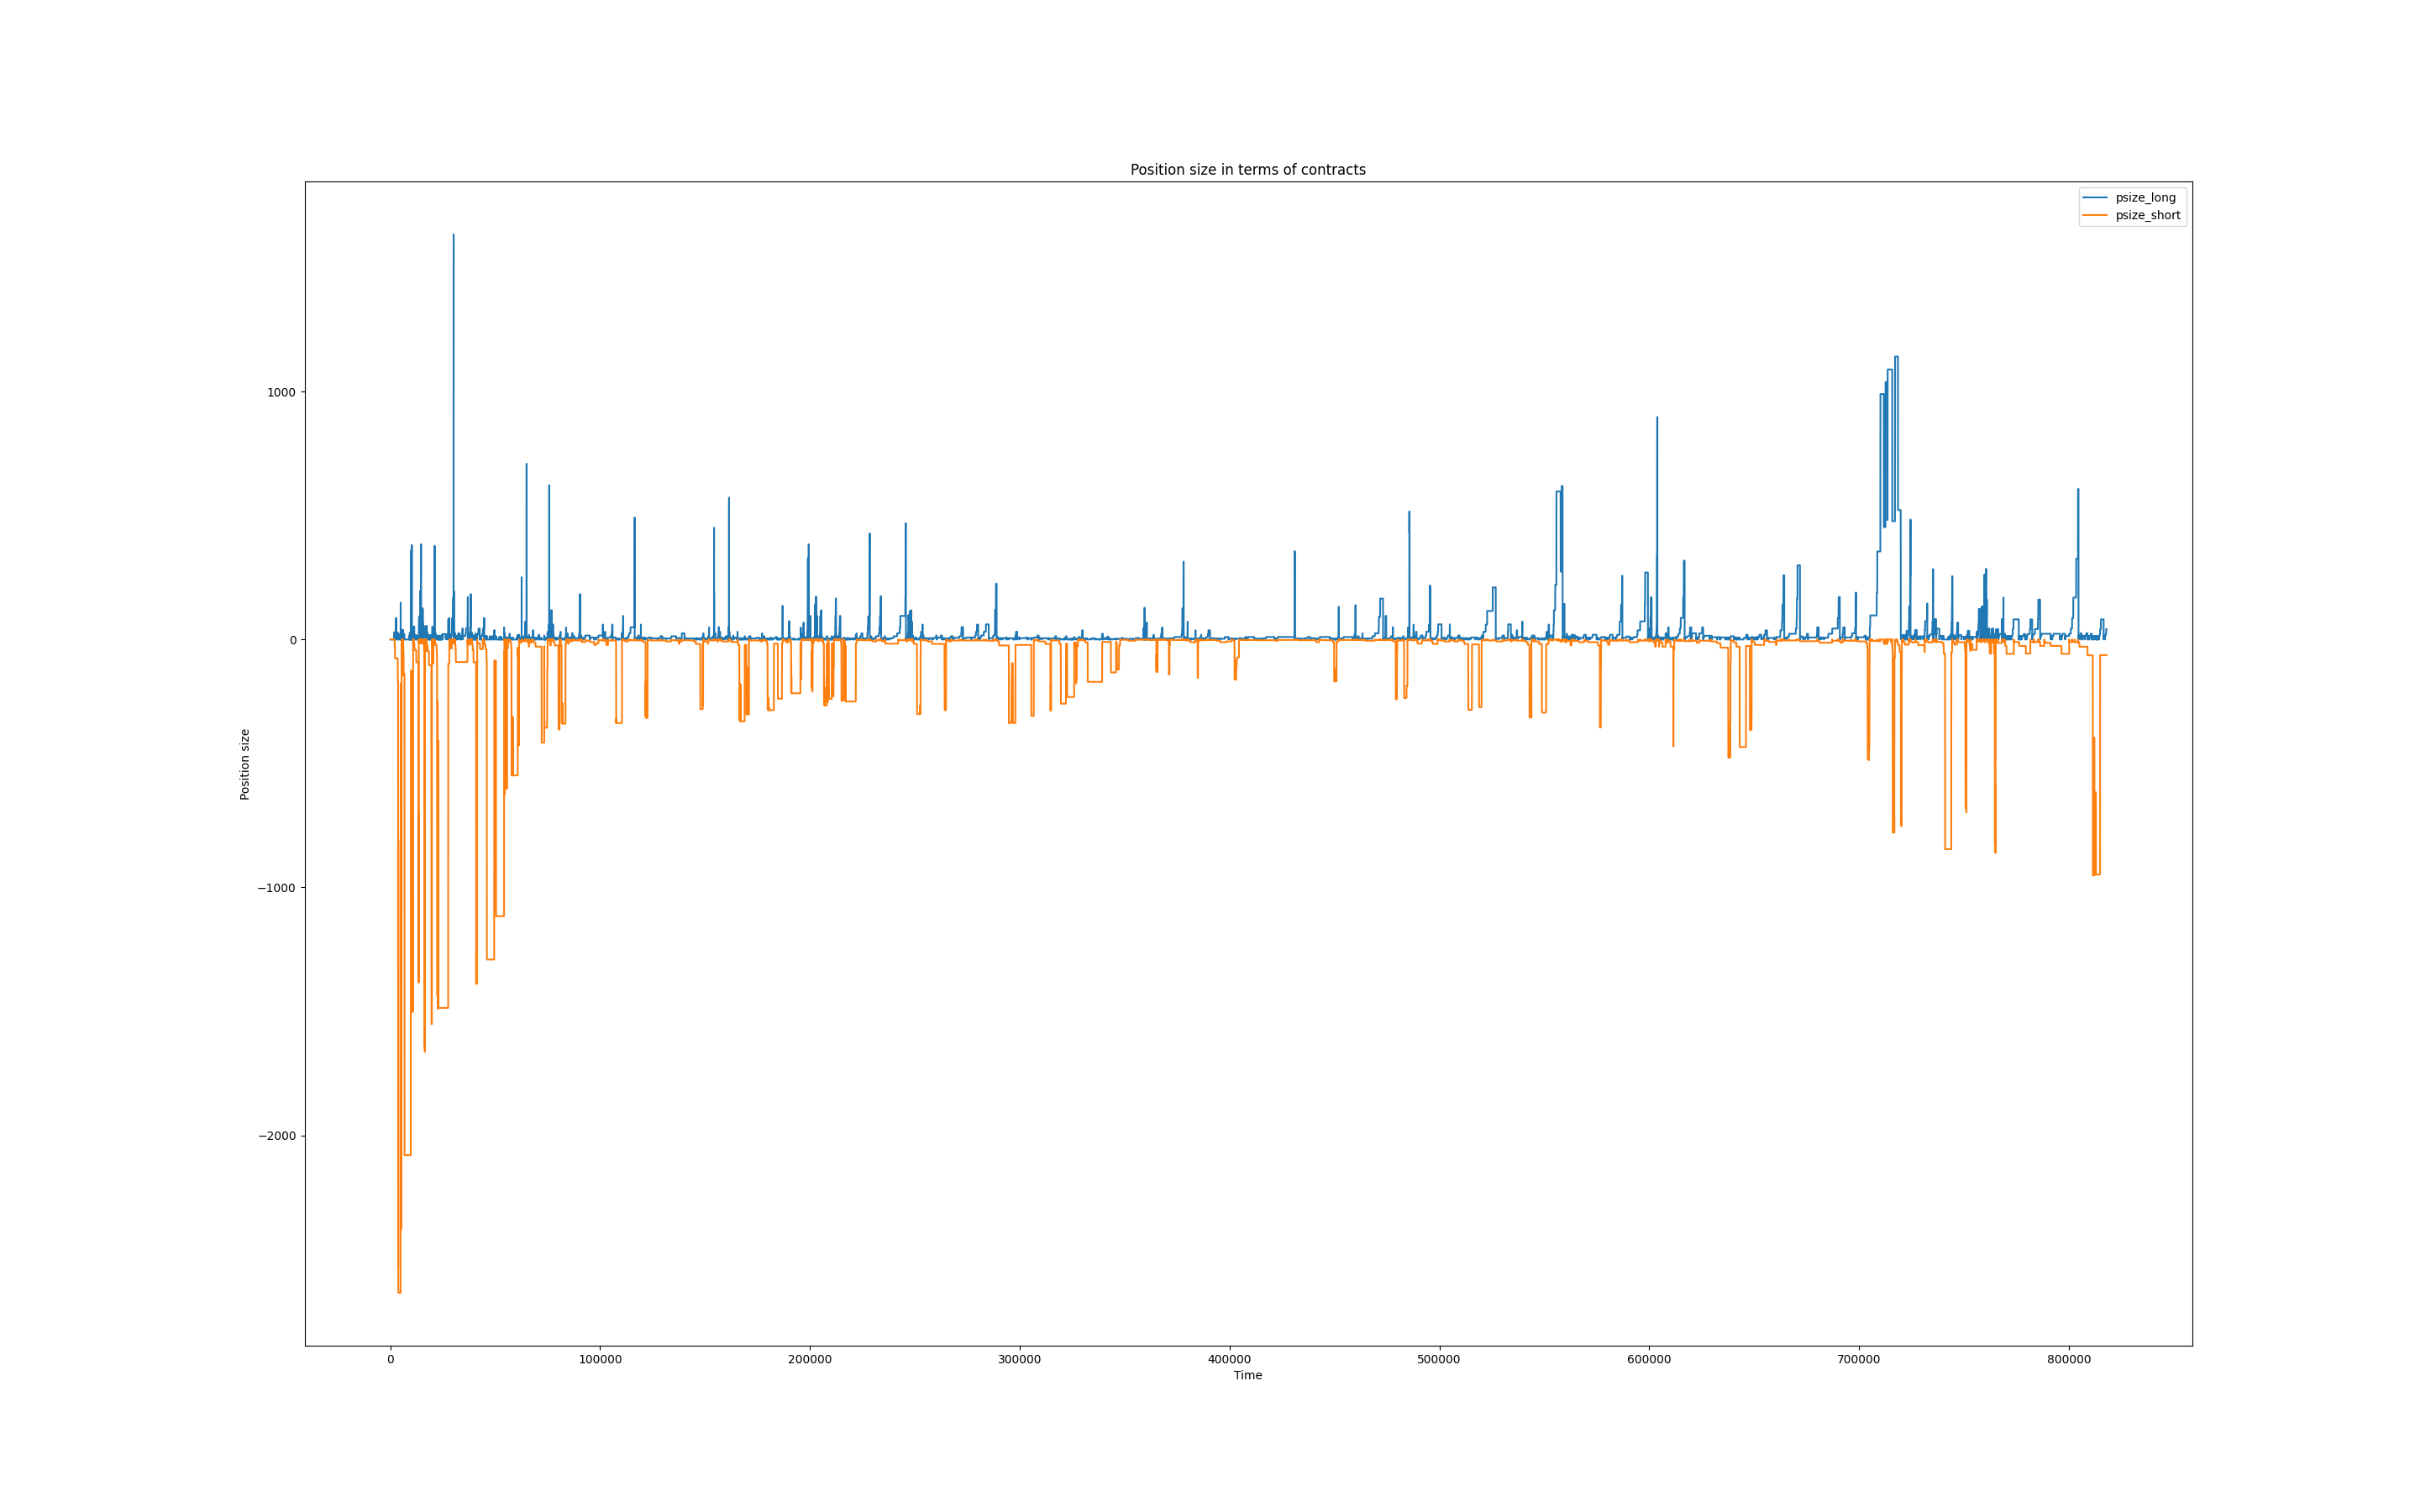 Position size in terms of contracts
psize_long
psize_short
1000
0
−1000
−2000
Position size
0 100000 200000 300000 400000 500000 600000 700000 800000
Time